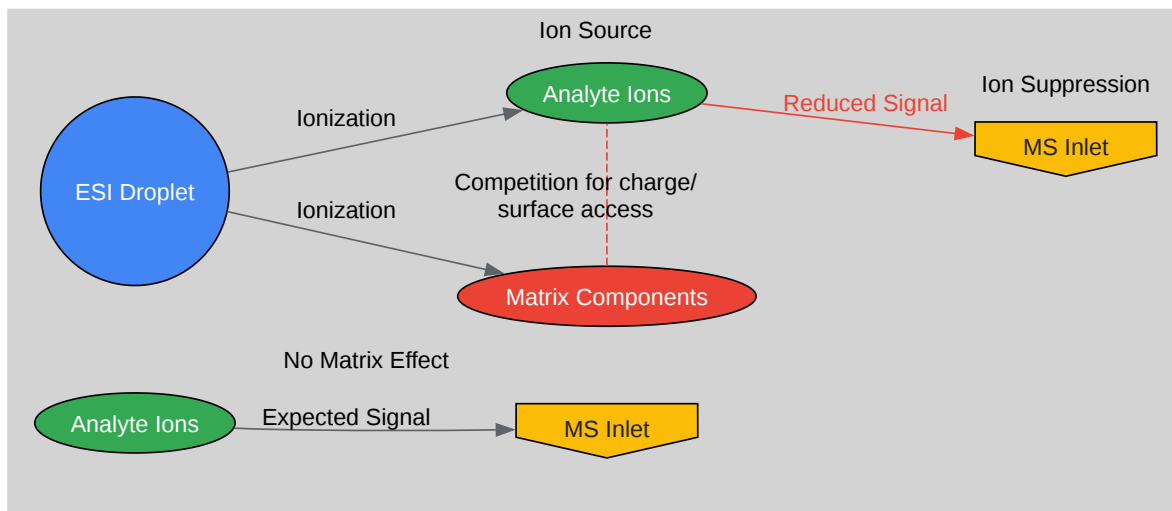 Ion Source
Analyte Ions
Reduced Signal
Ion Suppression
MS Inlet
Ionization
ESI Droplet
Competition for charge/
surface access
Ionization
Matrix Components
No Matrix Effect
Analyte Ions
Expected Signal
MS Inlet